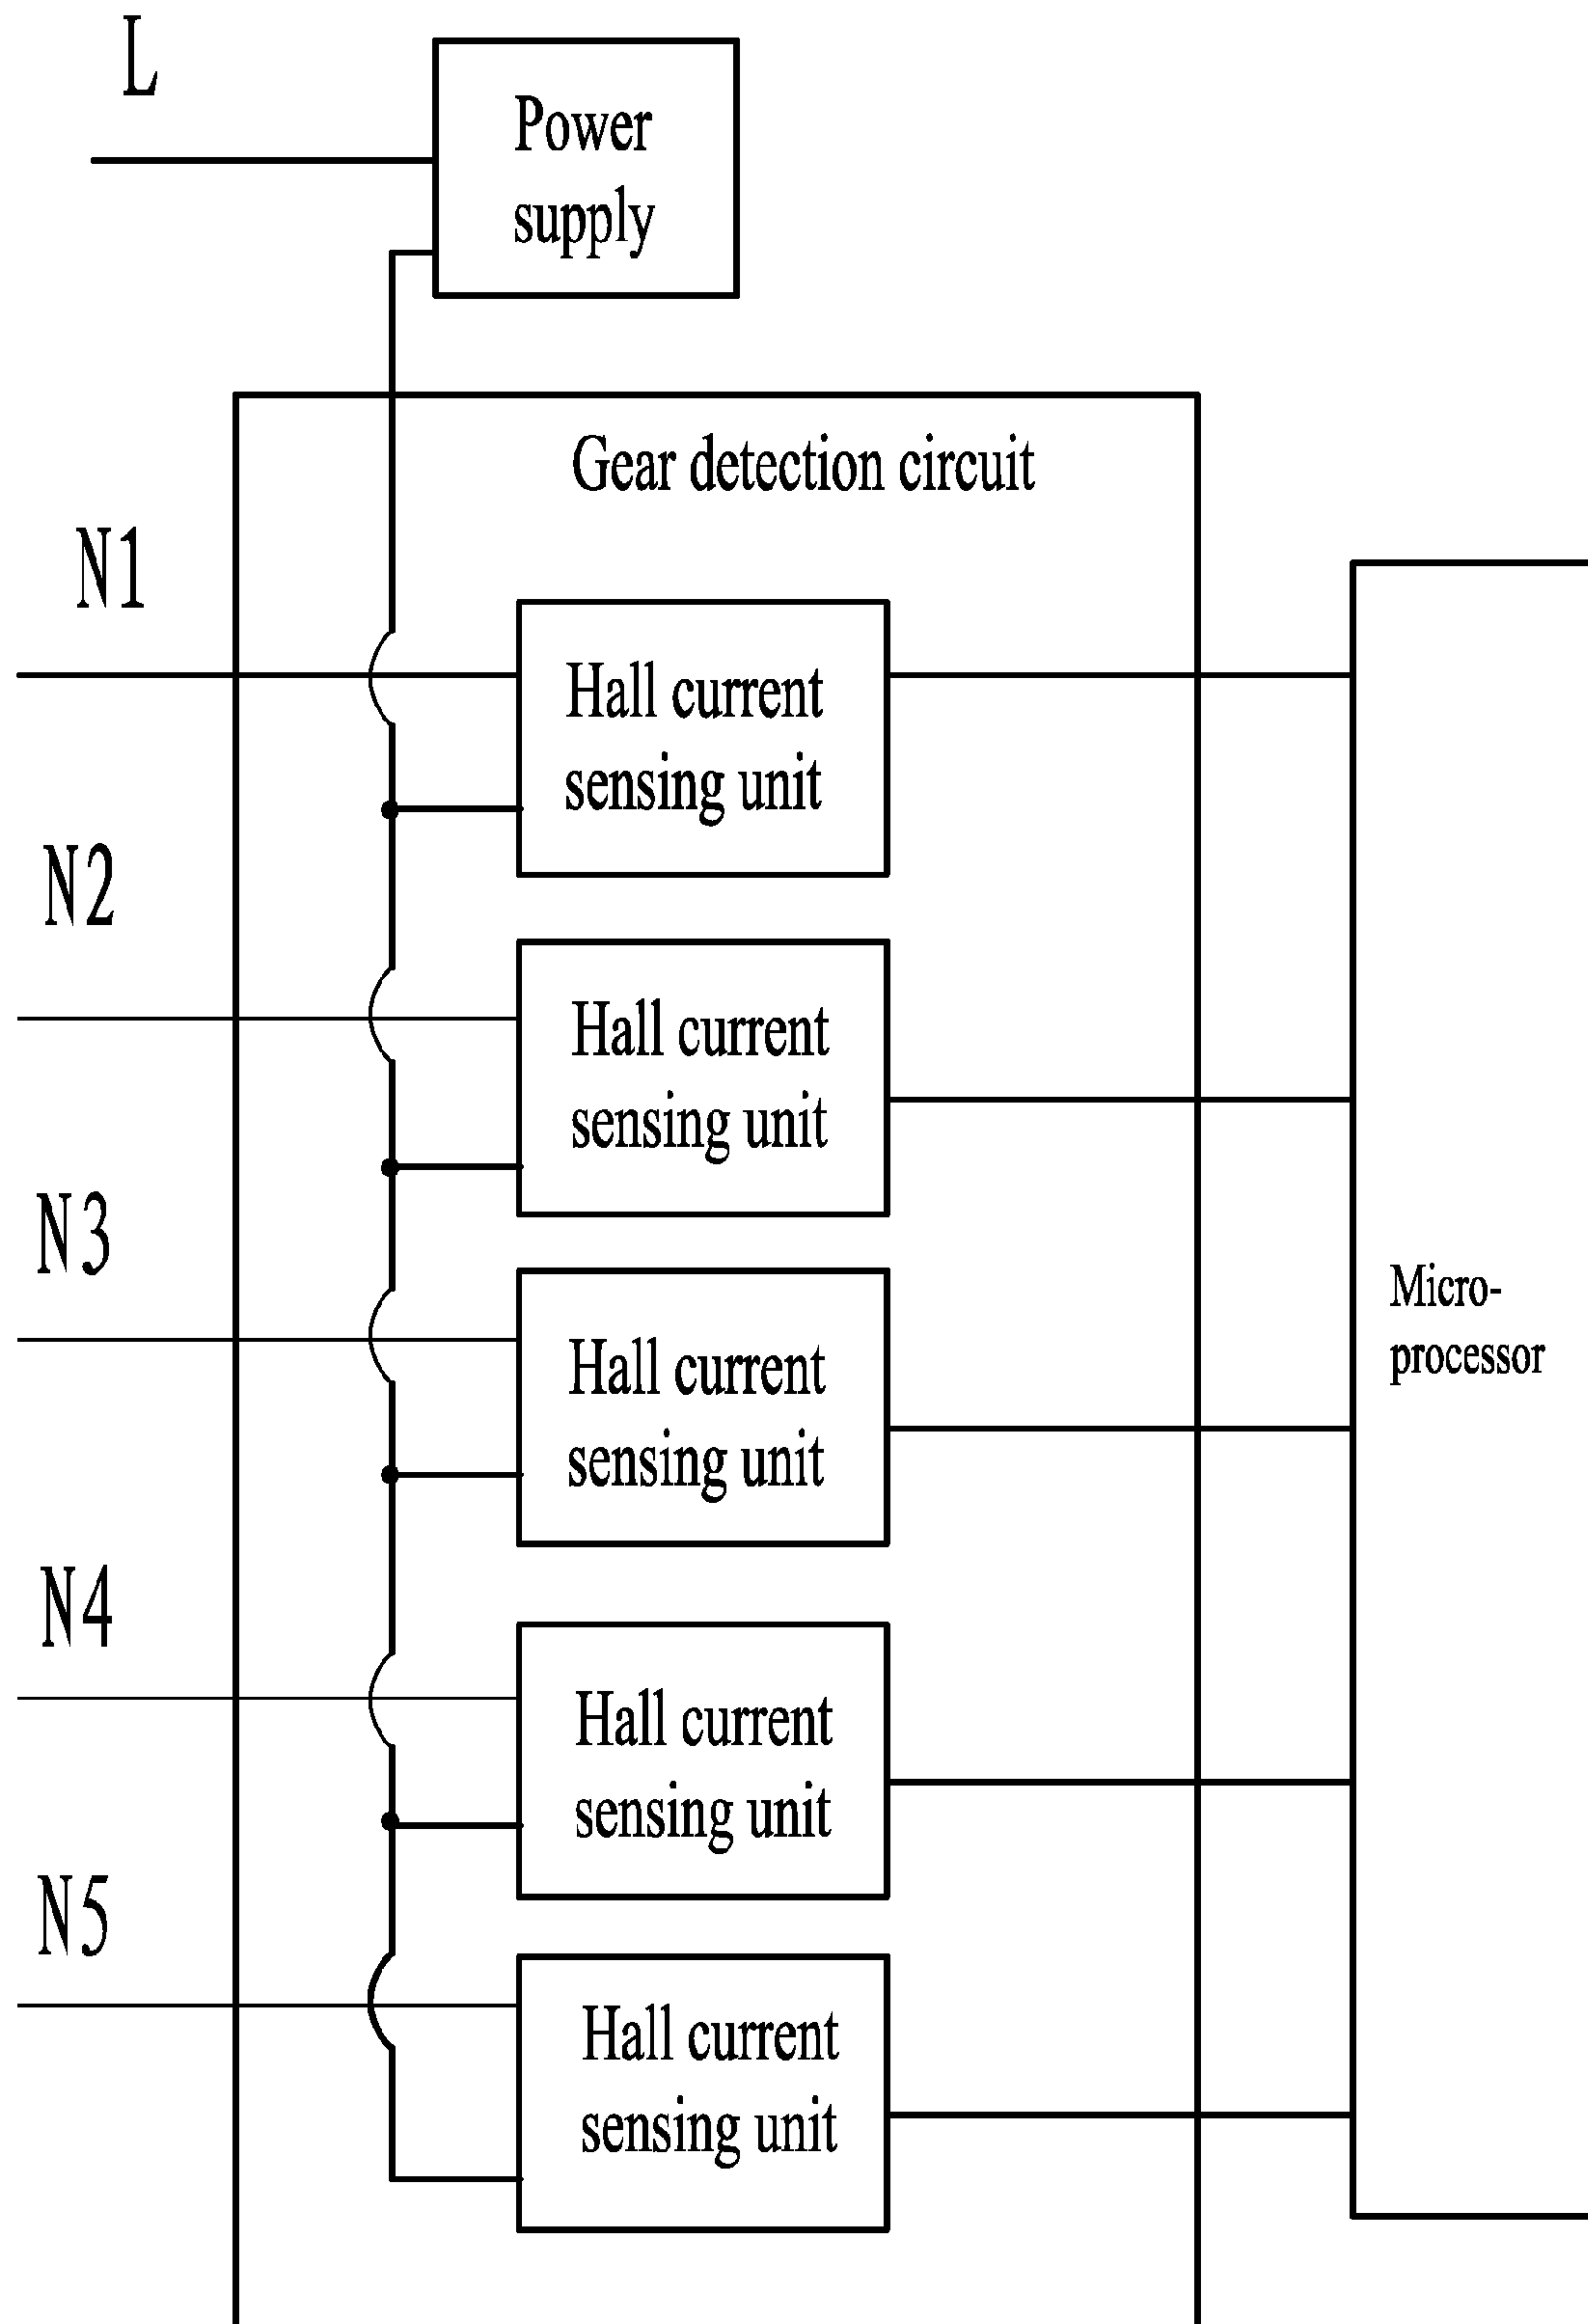 L
Power
supply
Gear detection circuit
N1
Hall current
sensing unit
N2
Hall current
sensing unit
N3
Hall current
sensing unit
Micro-
processor
N4
Hall current
sensing unit
N5
Hall current
sensing unit